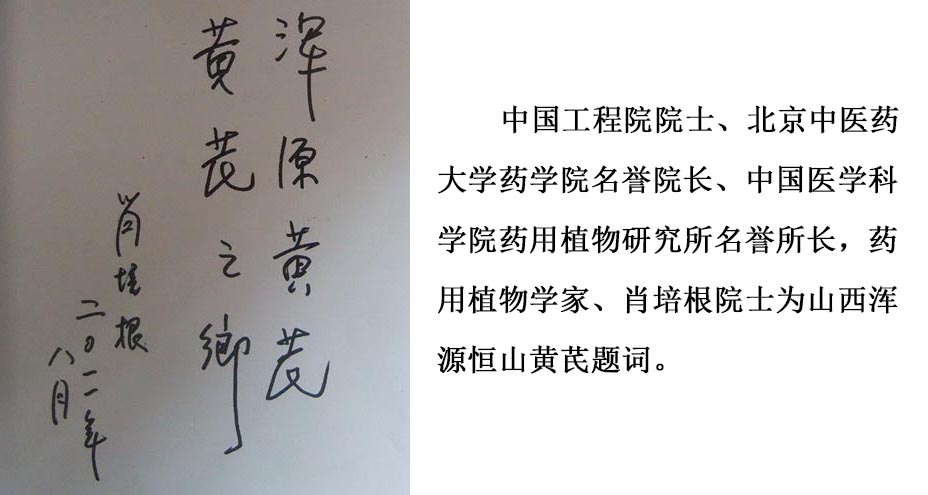 浑原黄芪
黄芪之鄉
肖培根
二〇一一年
八月
中国工程院院士、北京中医药
大学药学院名誉院长、中国医学科
学院药用植物研究所名誉所长，药
用植物学家、肖培根院士为山西浑
源恒山黄芪题词。